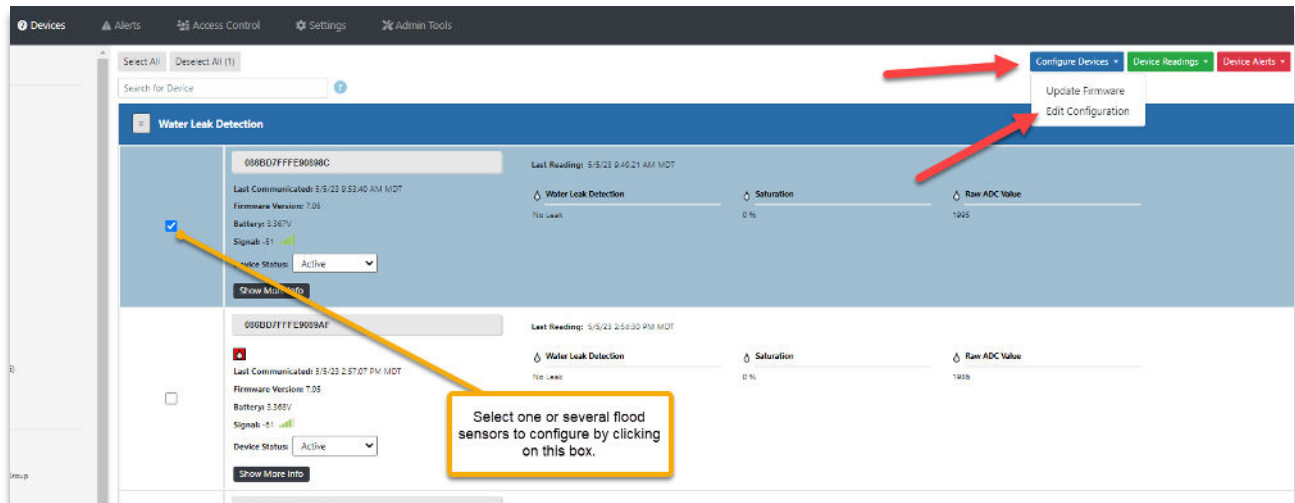 Devices Alerts Access Control Settings Admin Tools
Select All Deselect All (1)
Configure Devices Device Readings Device Alerts
Search for Device
Update Firmware
Edit Configuration
Water Leak Detection
Last Reading: 5/5/23 9:46:21 AM MDT
Last Communicated: 5/5/23 9:53:40 AM MDT
Water Leak Detection Saturation Raw ADC Value
Firmware Version: 7.05
No Leak 0 % 1995
Battery: 3.367V
Signal: -51
Device Status: Active
Show More Info
Last Reading: 5/5/23 2:54:30 PM MDT
Water Leak Detection Saturation Raw ADC Value
Last Communicated: 5/5/23 2:57:07 PM MDT
No Leak 0 %
Firmware Version: 7.05
Battery: 3.368V
Signal: -51
Device Status: Active
Show More Info
Select one or several flood
sensors to configure by clicking
on this box.